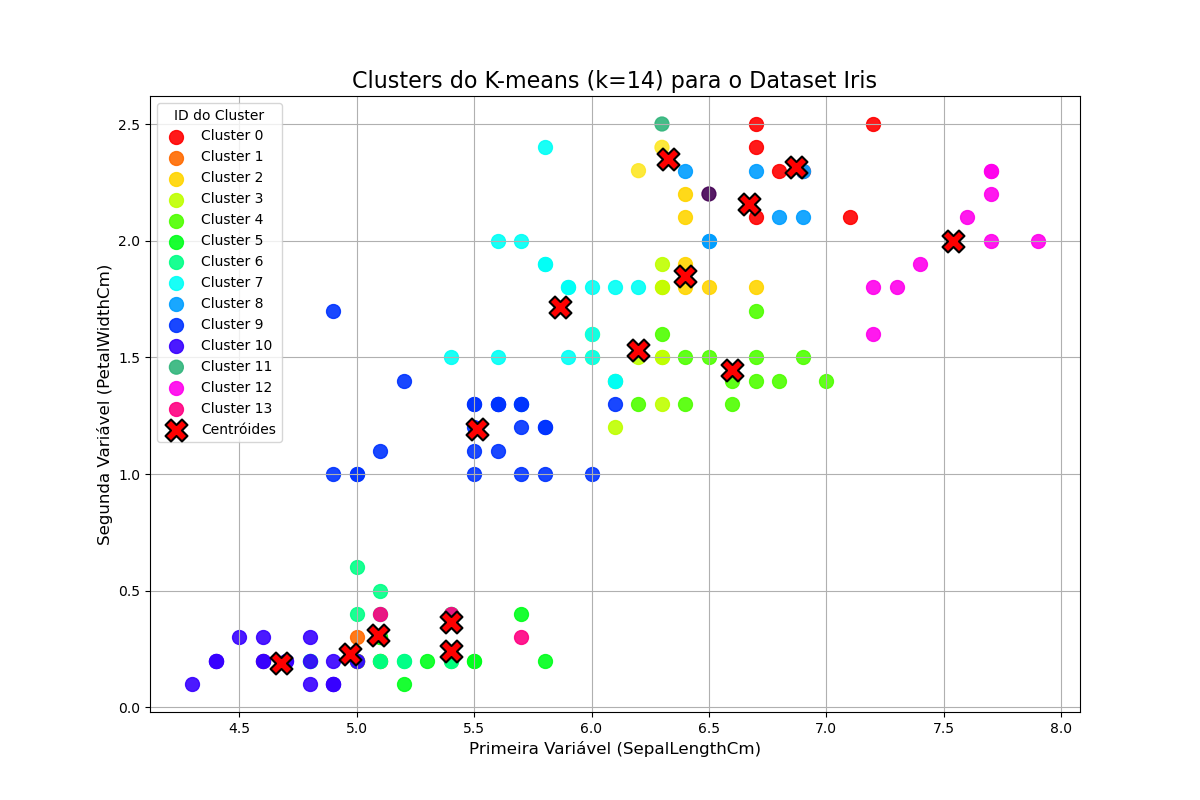 Clusters do K-means (k=14) para o Dataset Iris
ID do Cluster
Cluster 0
Cluster 1
Cluster 2
Cluster 3
Cluster 4
Cluster 5
Cluster 6
Cluster 7
Cluster 8
Cluster 9
Cluster 10
Cluster 11
Cluster 12
Cluster 13
Centróides
Segunda Variável (PetalWidthCm)
2.5
2.0
1.5
1.0
0.5
0.0
4.5 5.0 5.5 6.0 6.5 7.0 7.5 8.0
Primeira Variável (SepalLengthCm)